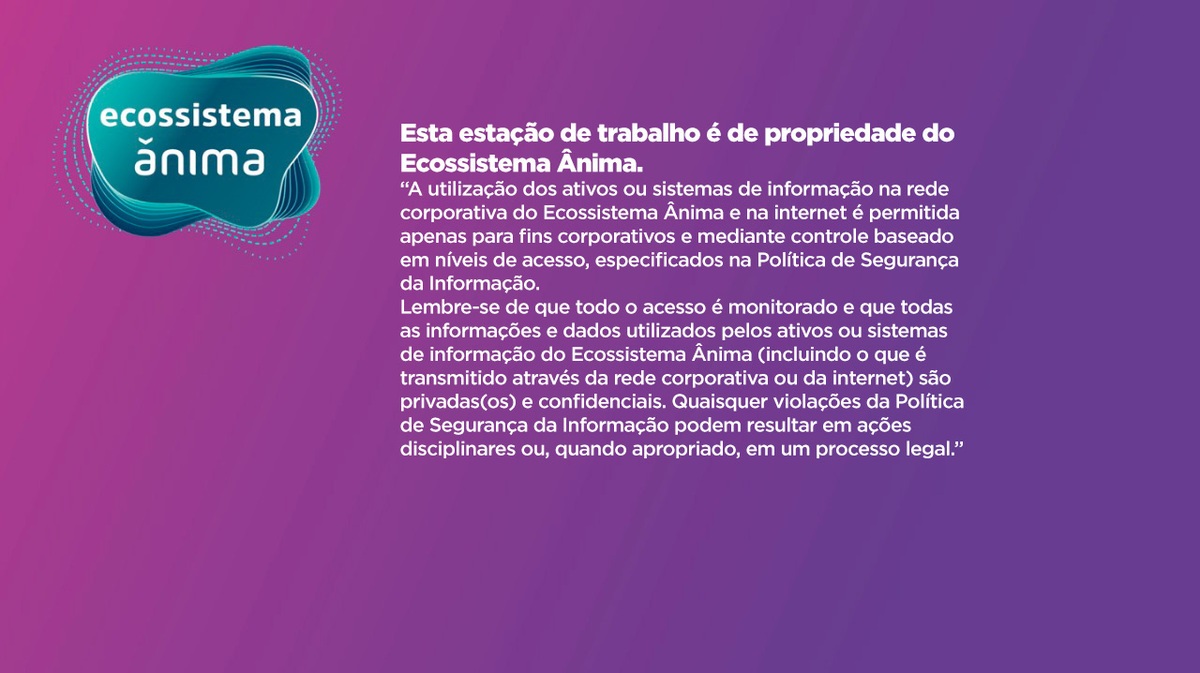 ecossistema
ănima
Esta estação de trabalho é de propriedade do
Ecossistema Ânima.
“A utilização dos ativos ou sistemas de informação na rede
corporativa do Ecossistema Ânima e na internet é permitida
apenas para fins corporativos e mediante controle baseado
em níveis de acesso, especificados na Política de Segurança
da Informação.
Lembre-se de que todo o acesso é monitorado e que todas
as informações e dados utilizados pelos ativos ou sistemas
de informação do Ecossistema Ânima (incluindo o que é
transmitido através da rede corporativa ou da internet) são
privadas(os) e confidenciais. Quaisquer violações da Política
de Segurança da Informação podem resultar em ações
disciplinares ou, quando apropriado, em um processo legal.”